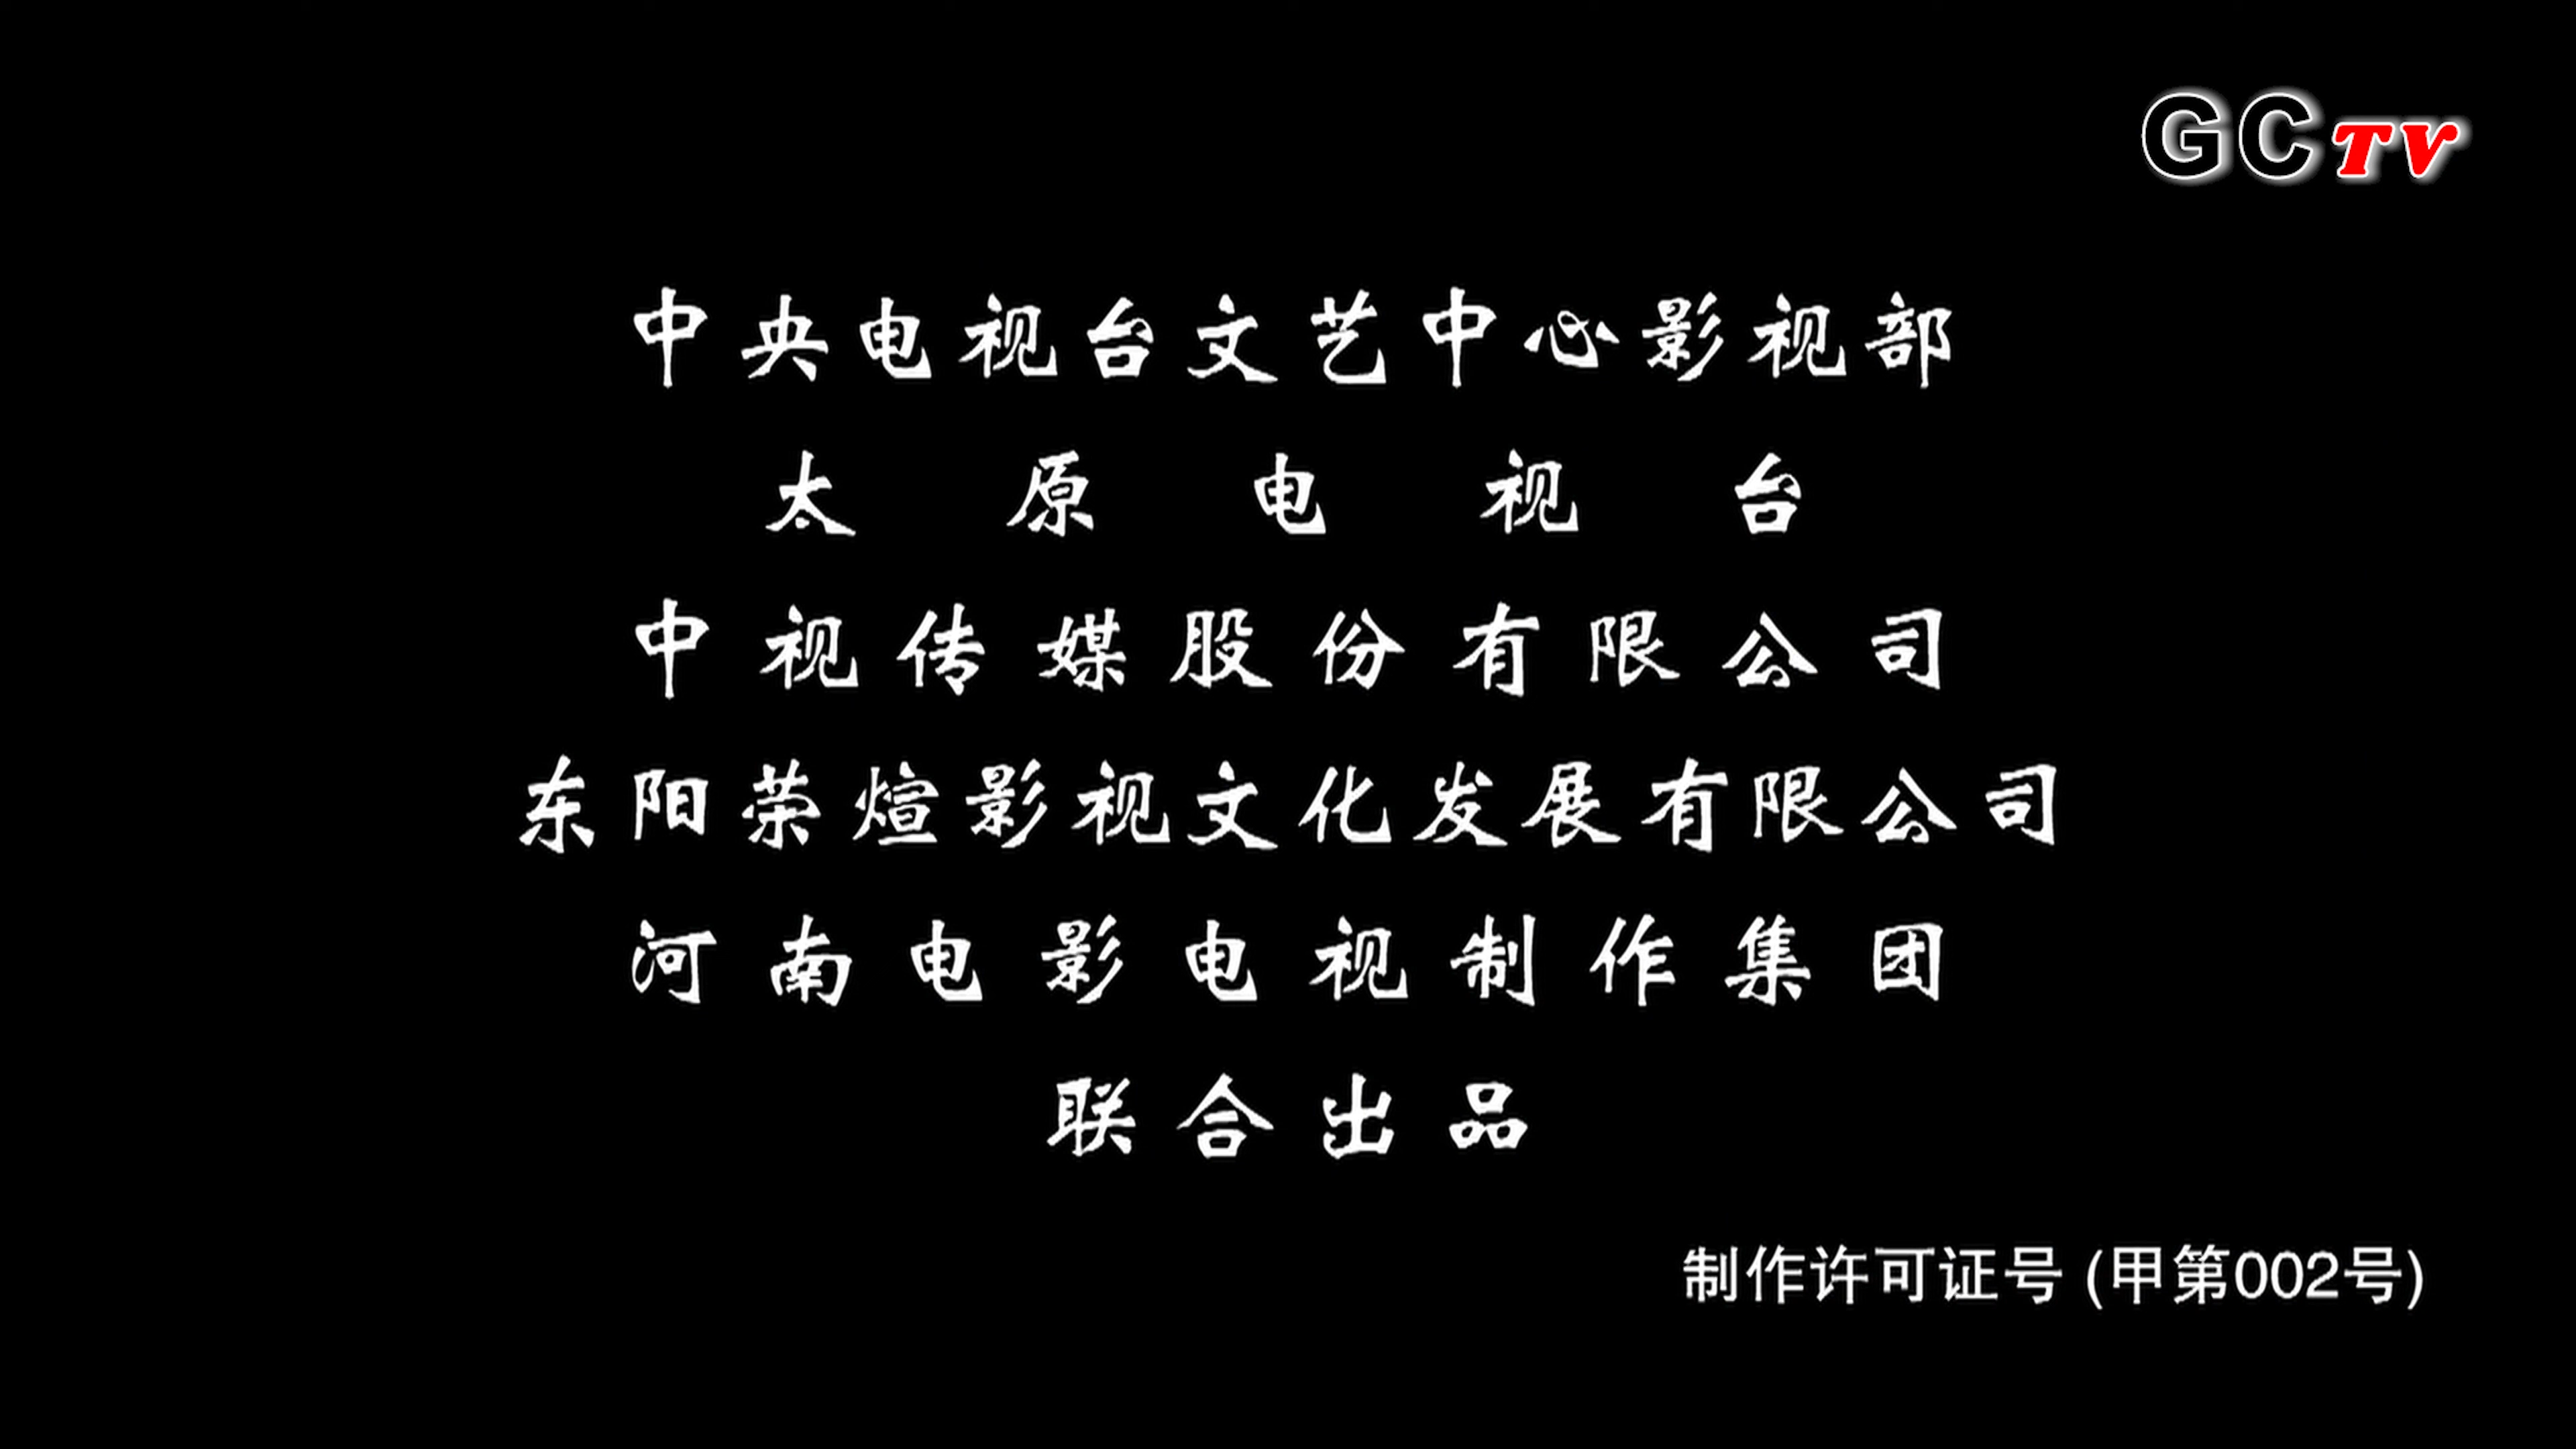 GCTV
中央电视台文艺中心影视部
太原电视台
中视传媒股份有限公司
东阳荣煊影视文化发展有限公司
河南电影电视制作集团
联合出品
制作许可证号 (甲第002号)